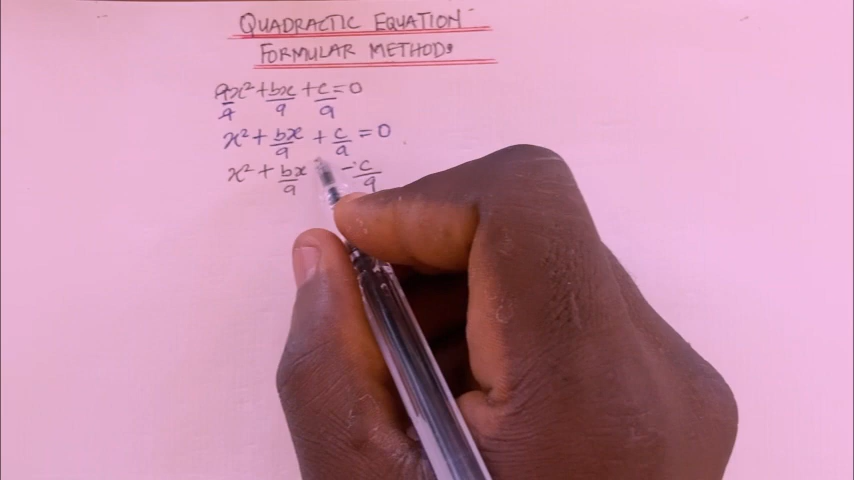 QUADRACTIC EQUATION
FORMULAR METHOD:
ax²/a + bx/a + c/a = 0
x² + bx/a + c/a = 0
x² + bx/a -c/a